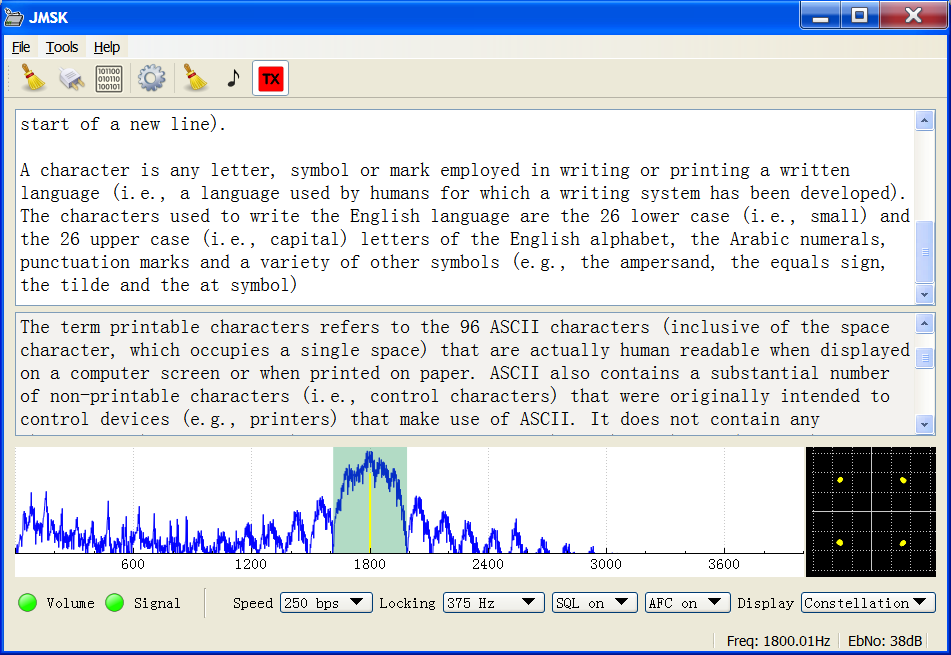 JMSK
File Tools Help
101100
010110
100101
TX
start of a new line).
A character is any letter, symbol or mark employed in writing or printing a written
language (i.e., a language used by humans for which a writing system has been developed).
The characters used to write the English language are the 26 lower case (i.e., small) and
the 26 upper case (i.e., capital) letters of the English alphabet, the Arabic numerals,
punctuation marks and a variety of other symbols (e.g., the ampersand, the equals sign,
the tilde and the at symbol)
The term printable characters refers to the 96 ASCII characters (inclusive of the space
character, which occupies a single space) that are actually human readable when displayed
on a computer screen or when printed on paper. ASCII also contains a substantial number
of non-printable characters (i.e., control characters) that were originally intended to
control devices (e.g., printers) that make use of ASCII. It does not contain any
600 1200 1800 2400 3000 3600
Volume Signal Speed 250 bps Locking 375 Hz SQL on AFC on Display Constellation
Freq: 1800.01Hz EbNo: 38dB